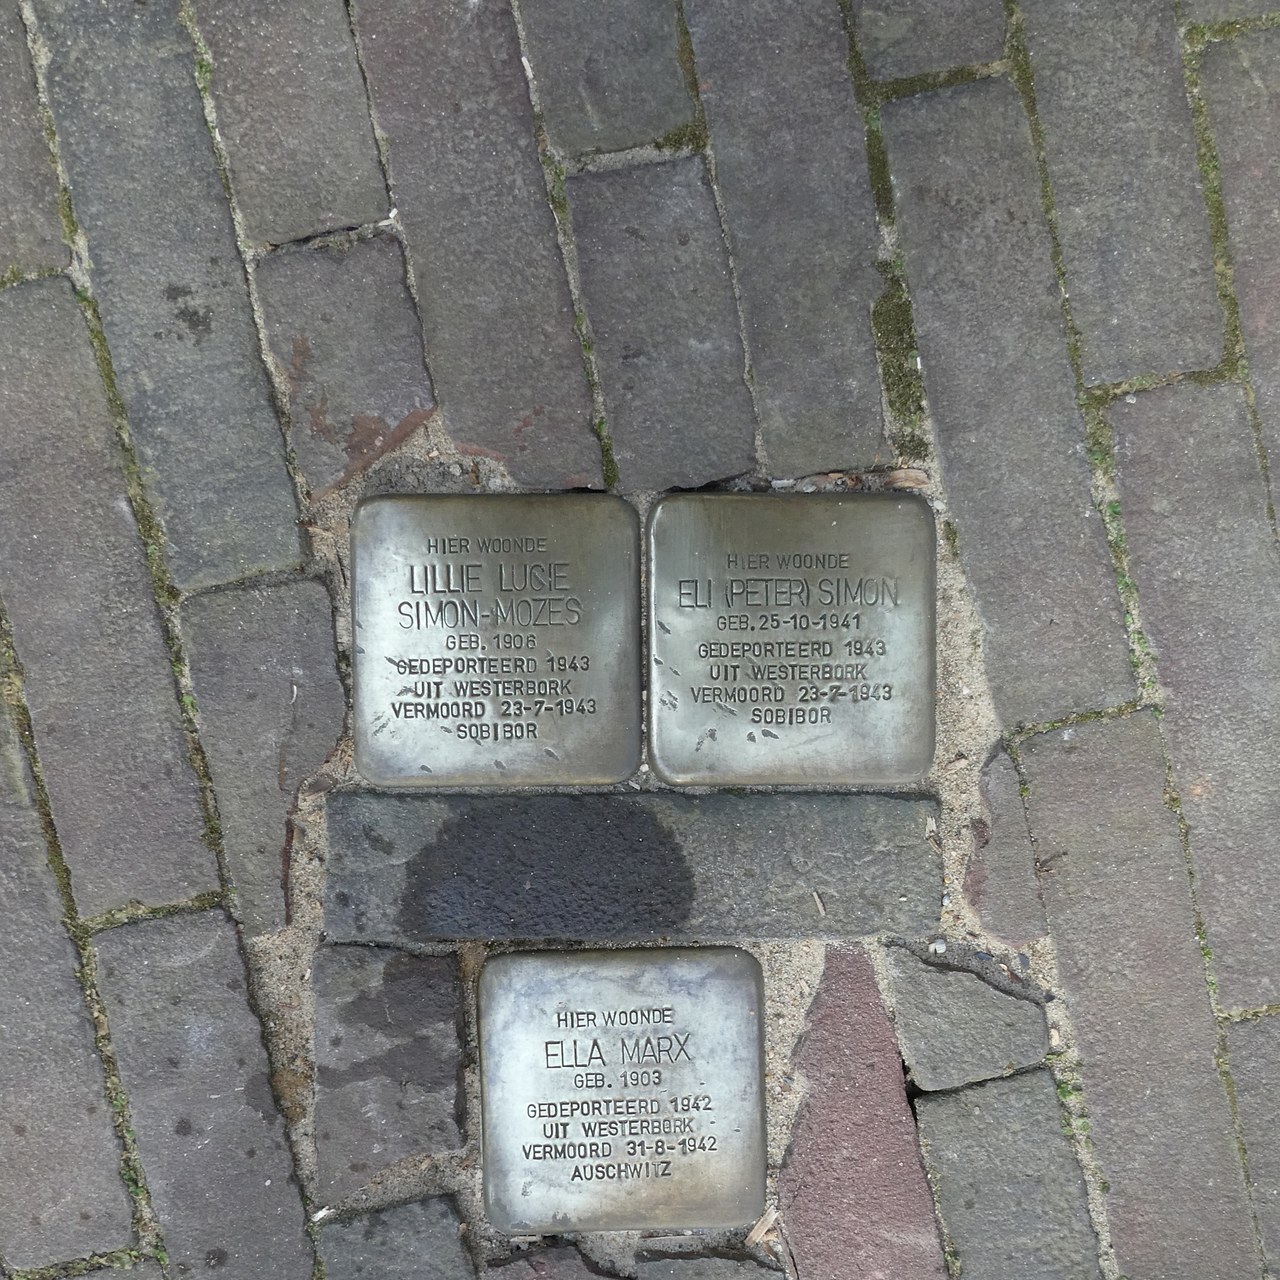 HIER WOONDE
LILLIE LUCIE
SIMON-MOZES
GEB. 1906
GEDEPORTEERD 1943
UIT WESTERBORK
VERMOORD 23-7-1943
SOBIBOR
HIER WOONDE
ELI (PETER) SIMON
GEB. 25-10-1941
GEDEPORTEERD 1943
UIT WESTERBORK
VERMOORD 23-7-1943
SOBIBOR
HIER WOONDE
ELLA MARX
GEB. 1903
GEDEPORTEERD 1942
UIT WESTERBORK
VERMOORD 31-8-1942
AUSCHWITZ